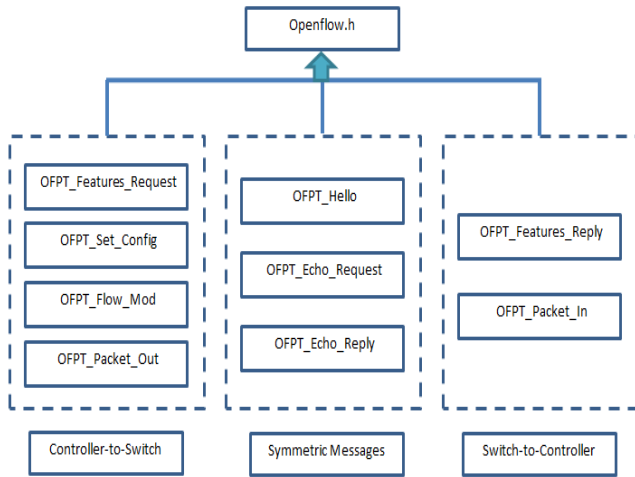 Openflow.h
OFPT_Features_Request
OFPT_Set_Config
OFPT_Flow_Mod
OFPT_Packet_Out
Controller-to-Switch
OFPT_Hello
OFPT_Echo_Request
OFPT_Echo_Reply
Symmetric Messages
OFPT_Features_Reply
OFPT_Packet_In
Switch-to-Controller